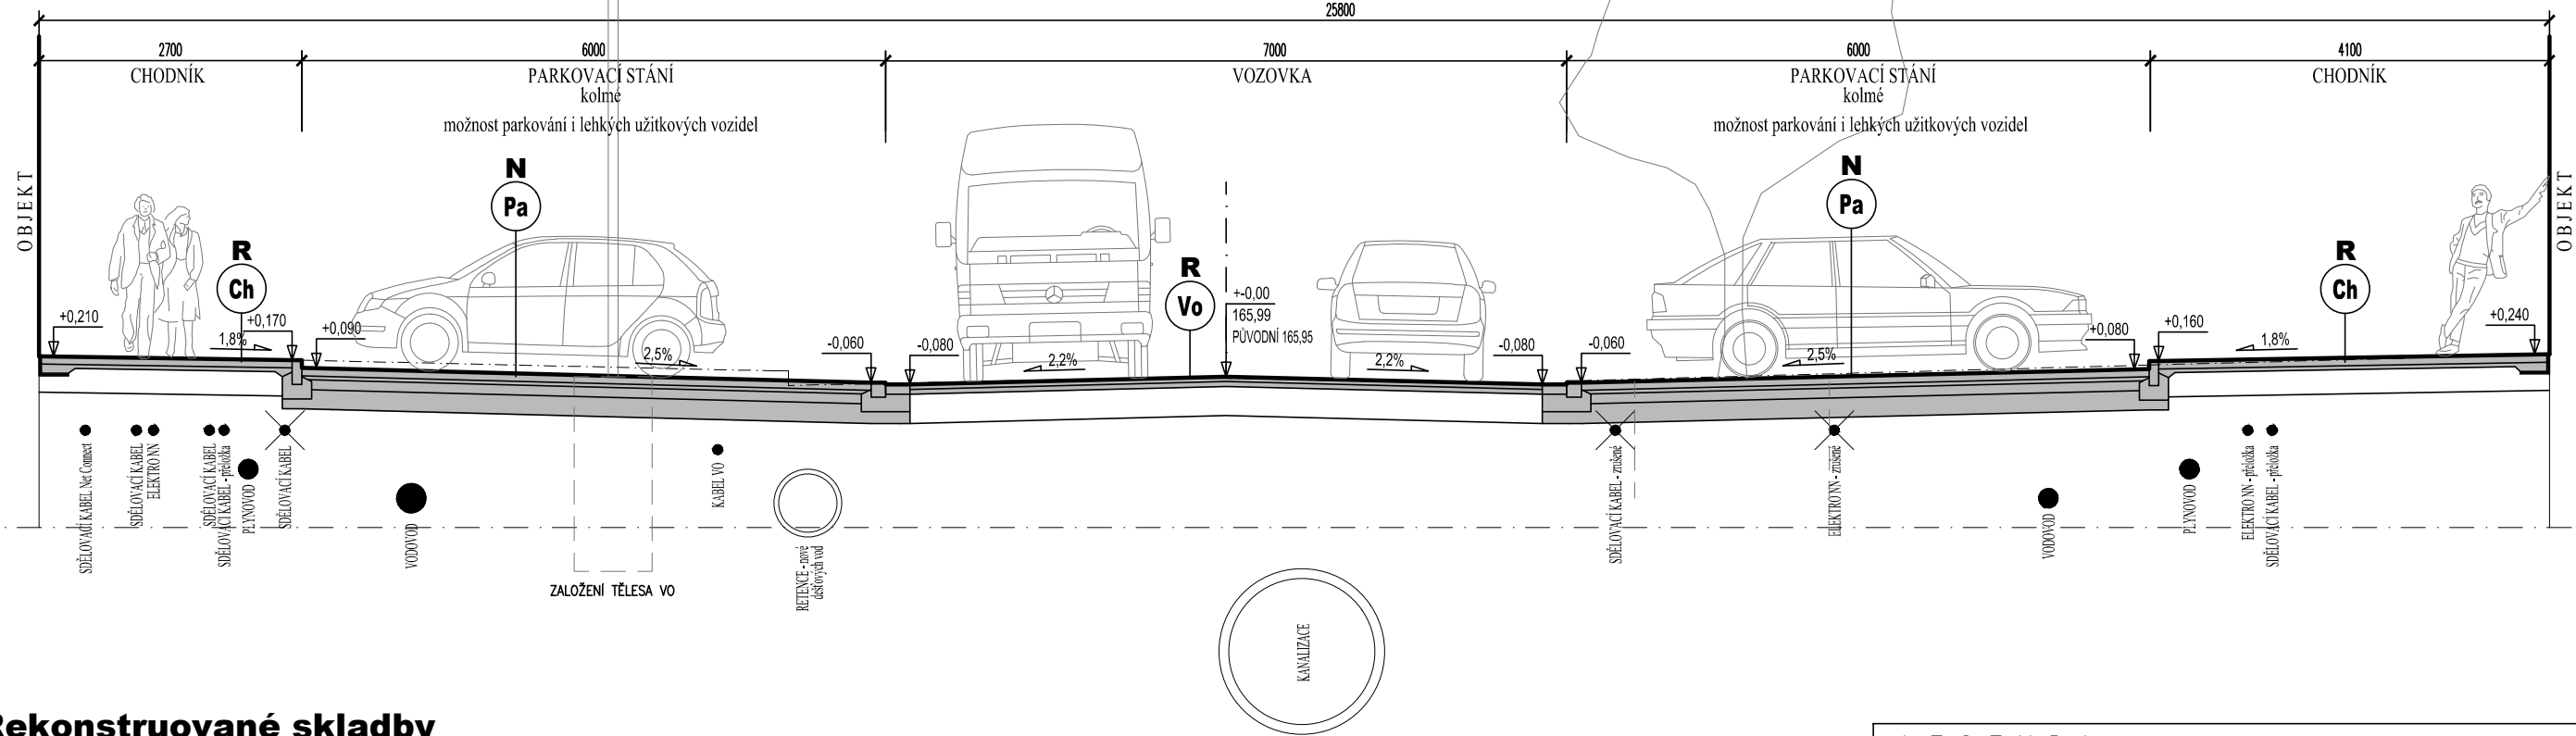 25800
2700
6000
7000
6000
4100
CHODNÍK
PARKOVACÍ STÁNÍ
kolmé
možnost parkování i lehkých užitkových vozidel
VOZOVKA
PARKOVACÍ STÁNÍ
kolmé
možnost parkování i lehkých užitkových vozidel
CHODNÍK
OBJEKT
OBJEKT
R
Ch
N
Pa
R
Vo
N
Pa
R
Ch
+0,210
+0,170
1,8%
+0,090
2,5%
-0,060
-0,080
2,2%
+-0,00
165,99
PŮVODNÍ 165,95
2,2%
-0,080
-0,060
2,5%
+0,080
+0,160
1,8%
+0,240
SDĚLOVACÍ KABEL Net Connect
SDĚLOVACÍ KABEL
ELEKTRO NN
SDĚLOVACÍ KABEL
SDĚLOVACÍ KABEL - přeložka
PLYNOVOD
SDĚLOVACÍ KABEL
VODOVOD
ZALOŽENÍ TĚLESA VO
KABEL VO
RETENCE - nové
dešťových vod
KANALIZACE
SDĚLOVACÍ KABEL - zrušené
ELEKTRO NN - zrušené
VODOVOD
PLYNOVOD
ELEKTRO NN - přeložka
SDĚLOVACÍ KABEL - přeložka
Rekonstruované skladby